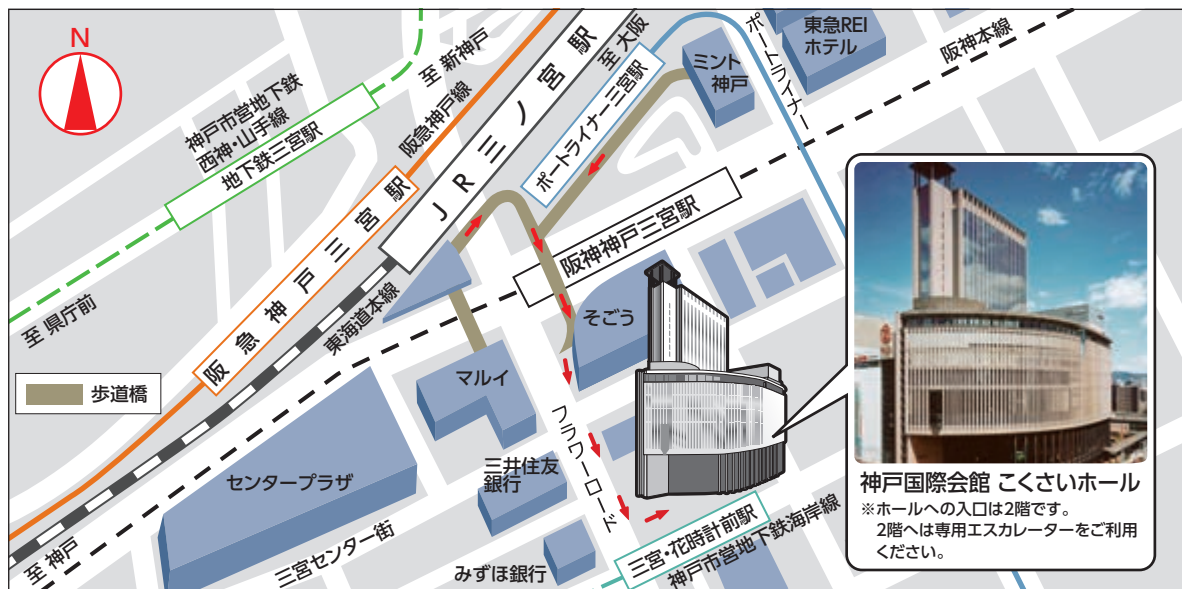 N
至 新神戸
神戸市営地下鉄
西神・山手線
地下鉄三宮駅
至 県庁前
阪急神戸線
阪急神戸三宮駅
JR三ノ宮駅
至 大阪
東海道本線
至 神戸
ポートライナー三宮駅
ポートライナー
ミント
神戸
東急REI
ホテル
阪神本線
阪神神戸三宮駅
そごう
歩道橋
マルイ
センタープラザ
三宮センター街
三井住友
銀行
みずほ銀行
フラワーロード
三宮・花時計前駅
神戸市営地下鉄海岸線
神戸国際会館 こくさいホール
※ホールへの入口は2階です。
2階へは専用エスカレーターをご利用
ください。